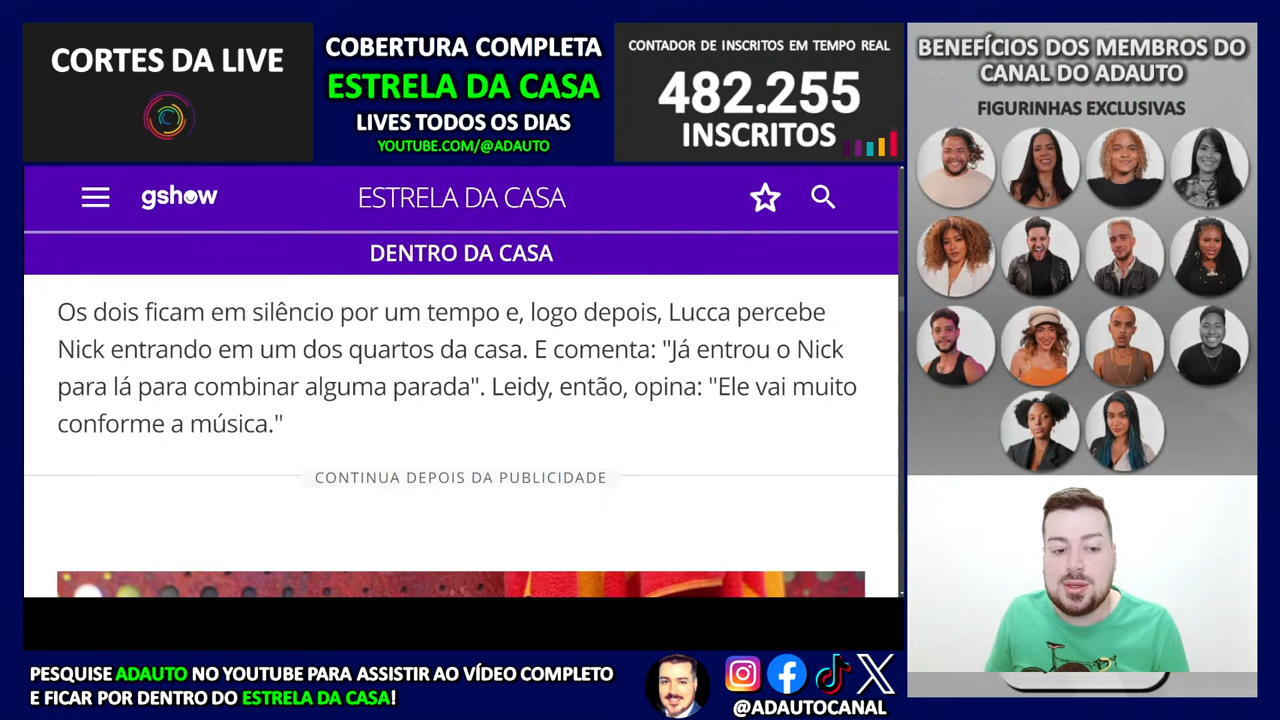 CORTES DA LIVE
COBERTURA COMPLETA
ESTRELA DA CASA
LIVES TODOS OS DIAS
YOUTUBE.COM/@ADAUTO
CONTADOR DE INSCRITOS EM TEMPO REAL
482.255
INSCRITOS
BENEFÍCIOS DOS MEMBROS DO
CANAL DO ADAUTO
FIGURINHAS EXCLUSIVAS
gshow
ESTRELA DA CASA
DENTRO DA CASA
Os dois ficam em silêncio por um tempo e, logo depois, Lucca percebe
Nick entrando em um dos quartos da casa. E comenta: "Já entrou o Nick
para lá para combinar alguma parada". Leidy, então, opina: "Ele vai muito
conforme a música."
CONTINUA DEPOIS DA PUBLICIDADE
PESQUISE ADAUTO NO YOUTUBE PARA ASSISTIR AO VÍDEO COMPLETO
E FICAR POR DENTRO DO ESTRELA DA CASA!
@ADAUTOCANAL